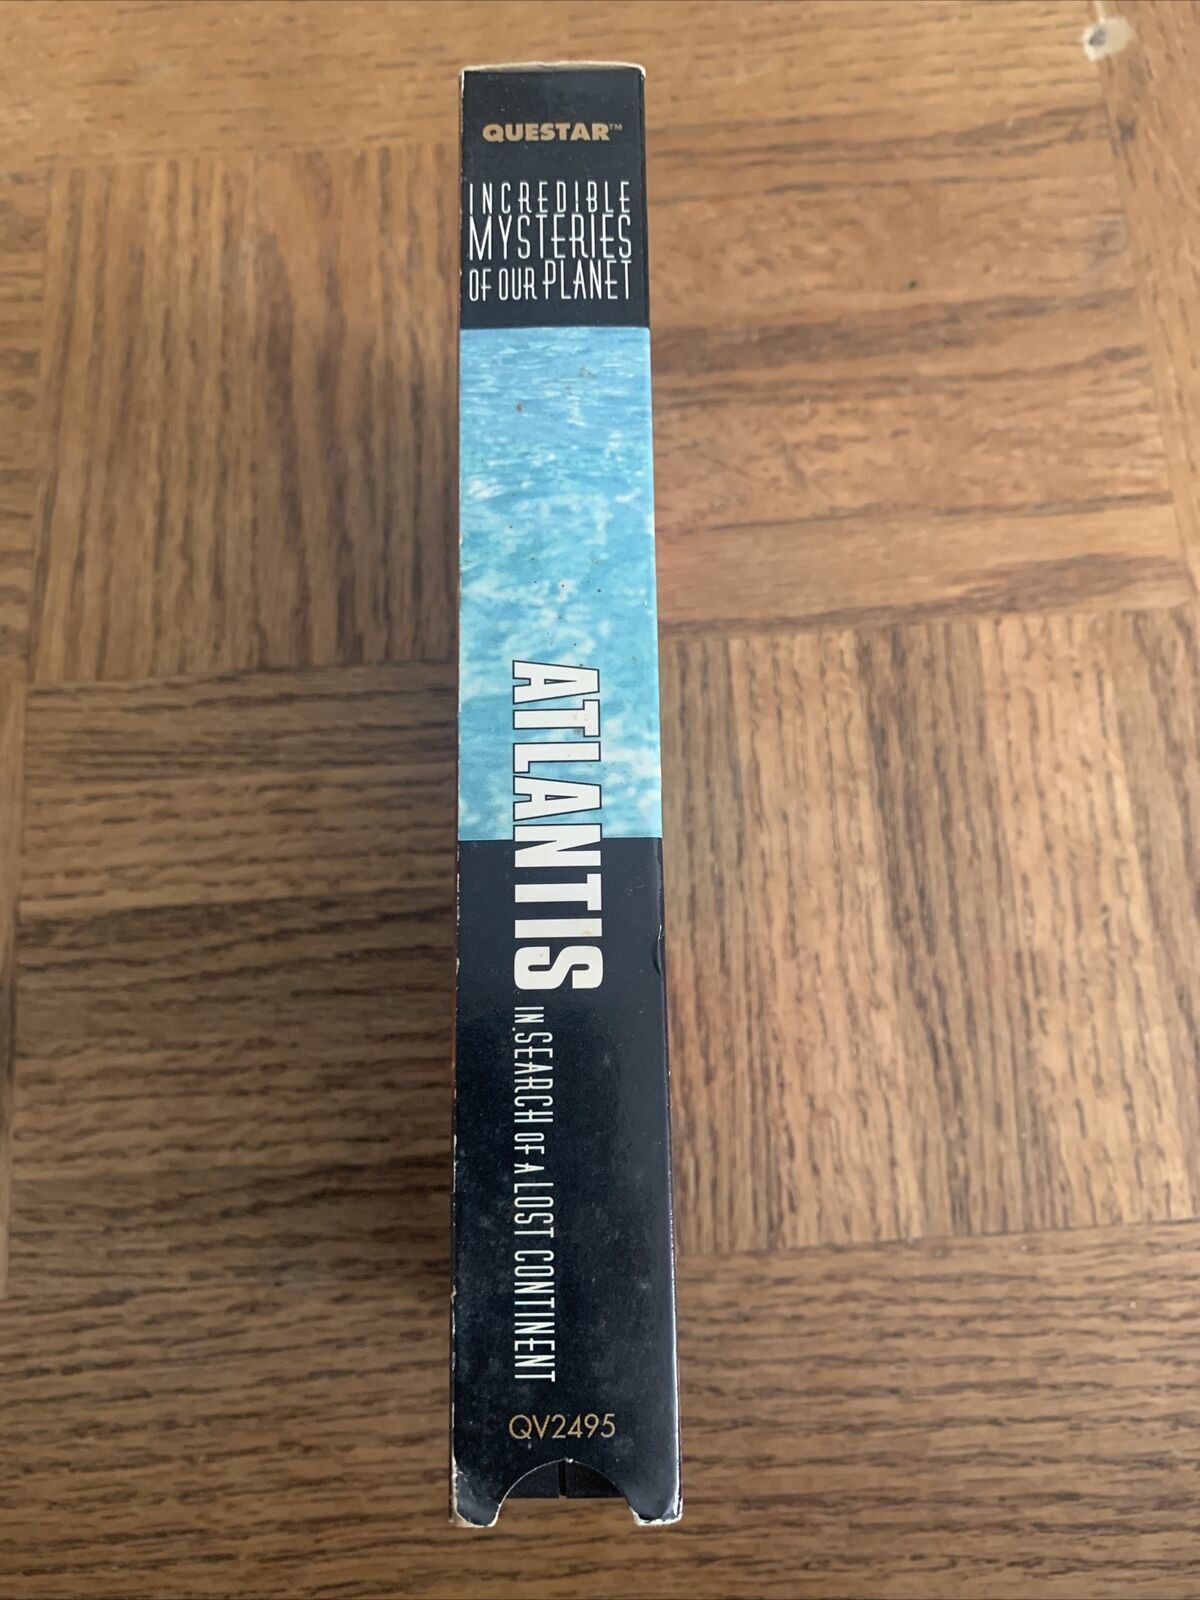 QUESTAR™
INCREDIBLE
MYSTERIES
OF OUR PLANET
ATLANTIS
IN SEARCH OF A LOST CONTINENT
QV2495